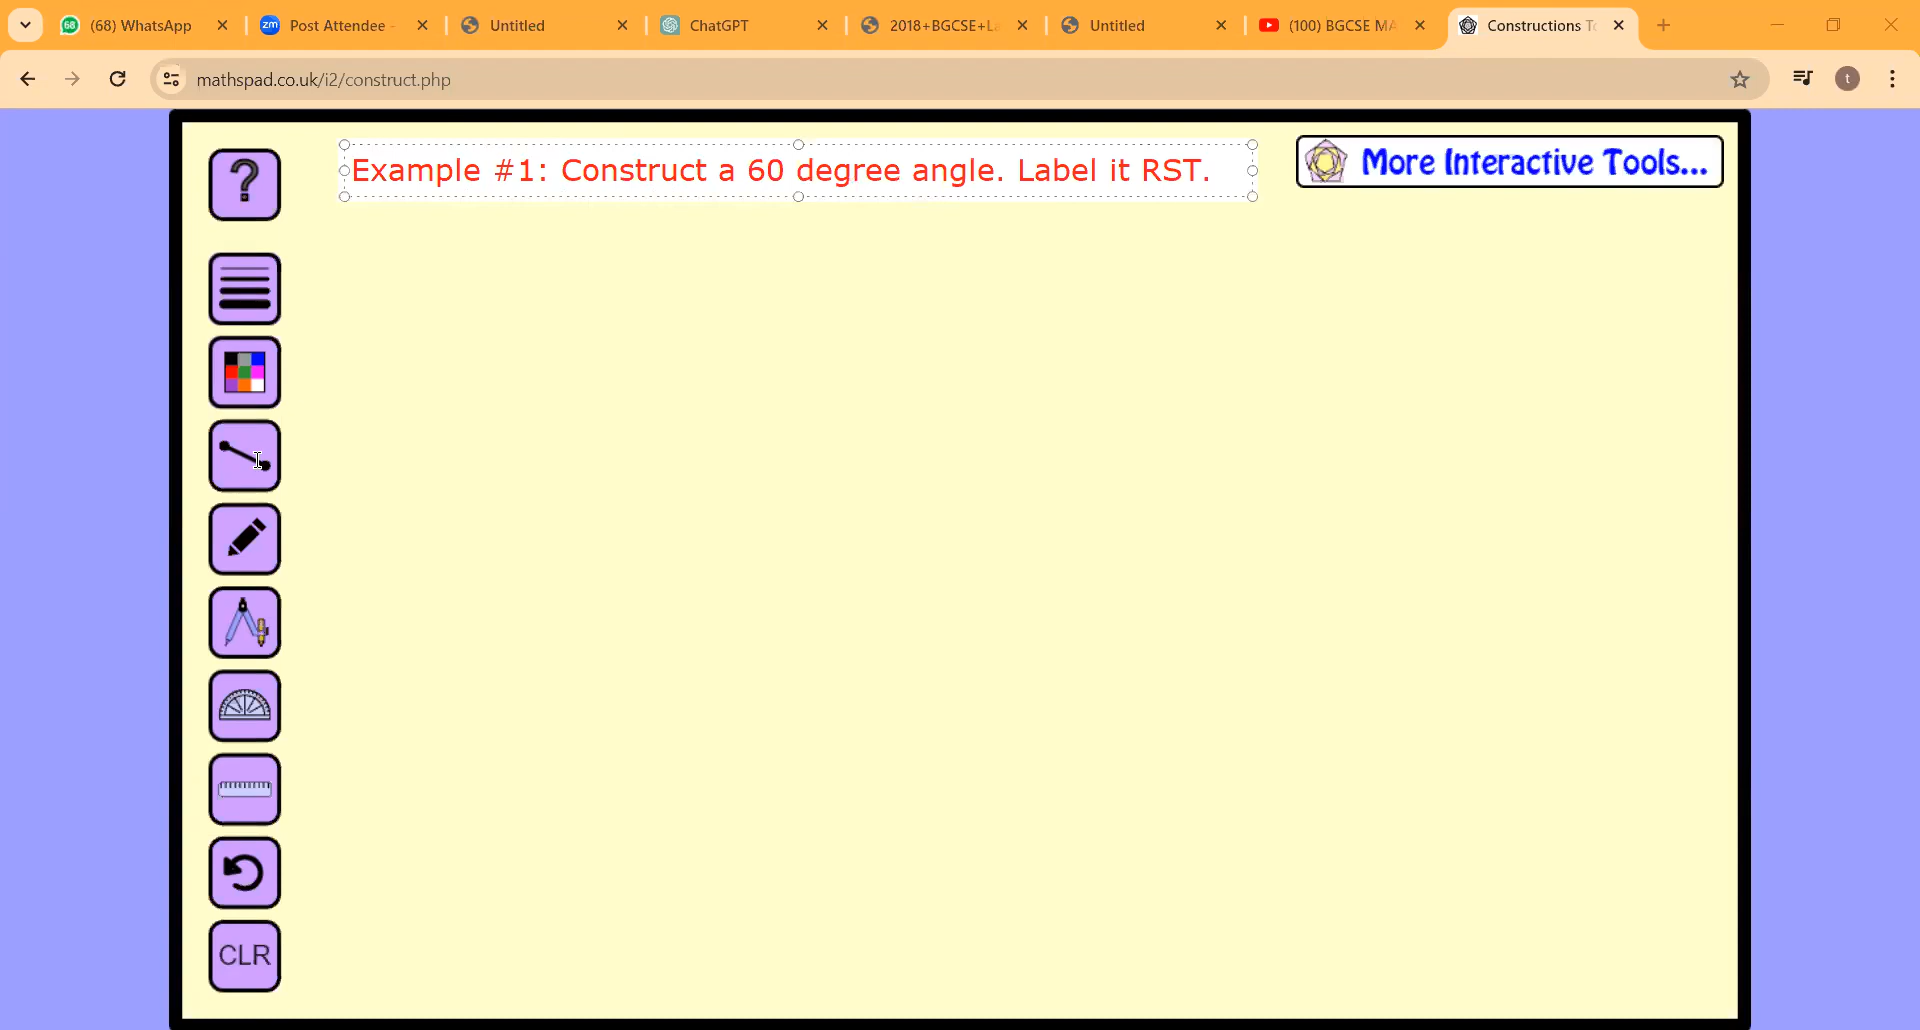 (68) WhatsApp
Post Attendee -
Untitled
ChatGPT
2018+BGCSE+L
Untitled
(100) BGCSE MA
Constructions T
mathspad.co.uk/i2/construct.php
t
?
Example #1: Construct a 60 degree angle. Label it RST.
More Interactive Tools...
CLR